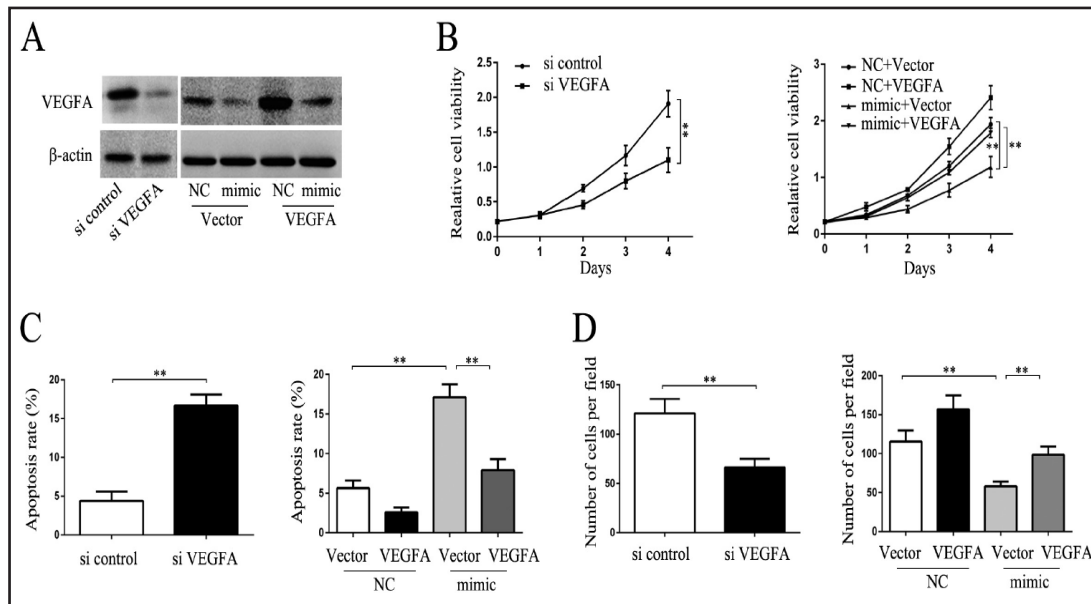 A
VEGFA
β-actin
si control
si VEGFA
NC mimic NC mimic
Vector VEGFA
B
Realative cell viability
2.5
2.0
1.5
1.0
0.5
0.0
0 1 2 3 4
Days
si control
si VEGFA
**
Realative cell viability
3
2
1
0
0 1 2 3 4
Days
NC+Vector
NC+VEGFA
mimic+Vector
mimic+VEGFA
**
**
C
Apoptosis rate (%)
20
15
10
5
0
**
si control si VEGFA
Apoptosis rate (%)
20
15
10
5
0
** **
Vector VEGFA Vector VEGFA
NC mimic
D
Number of cells per field
150
100
50
0
**
si control si VEGFA
Number of cells per field
200
150
100
50
0
** **
Vector VEGFA Vector VEGFA
NC mimic